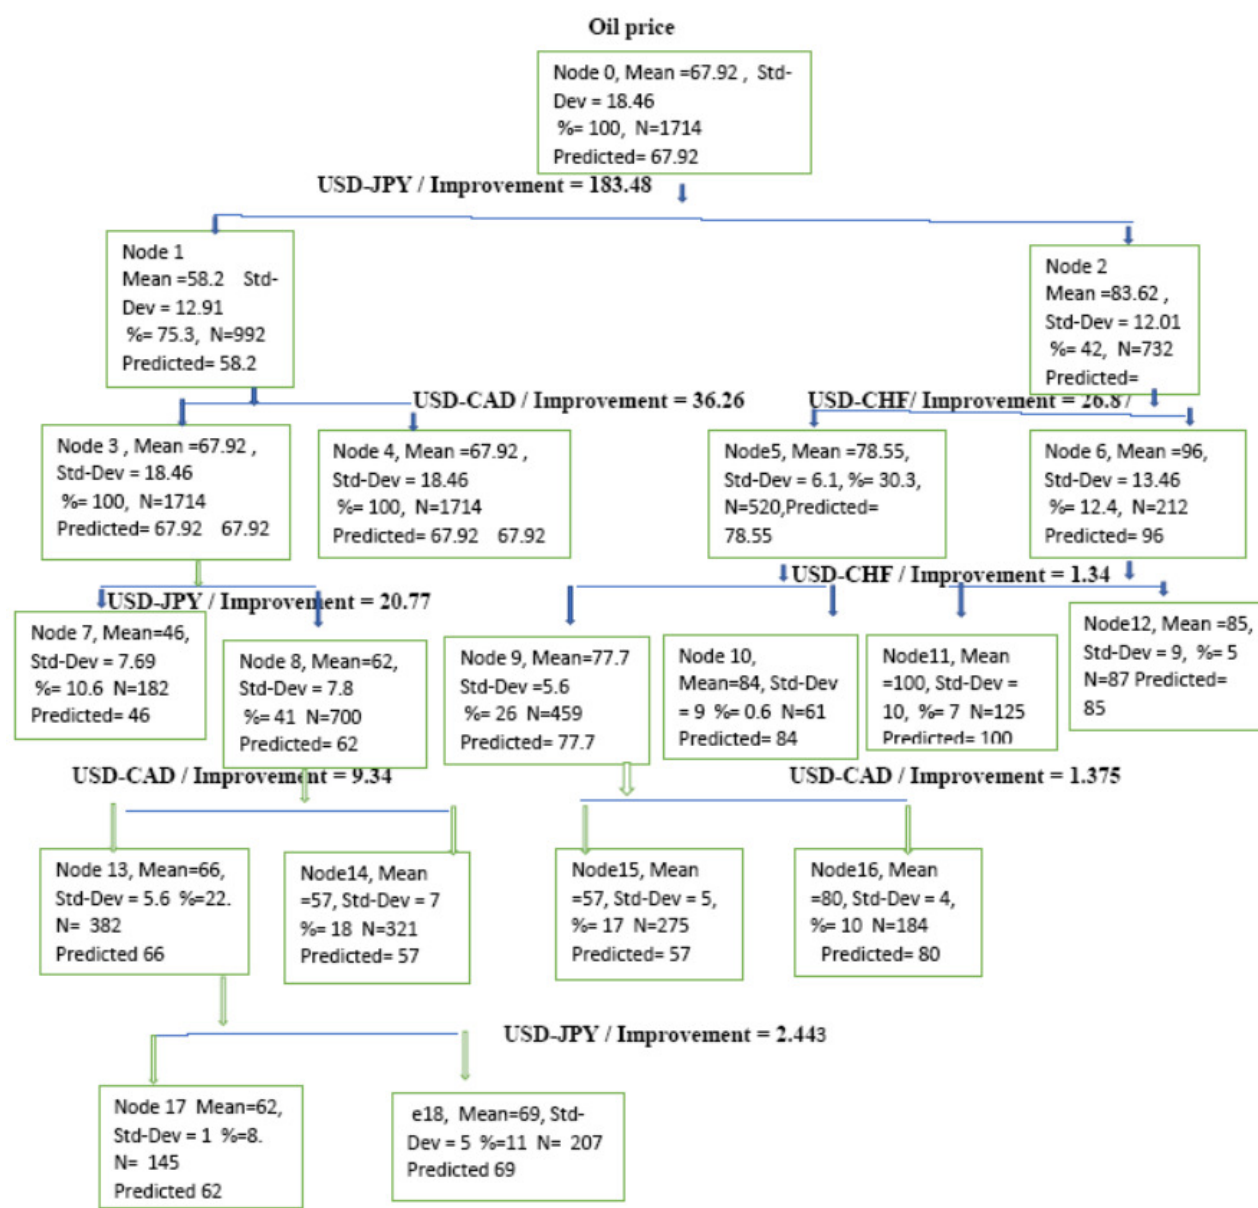 Oil price
Node 0, Mean =67.92 , Std-
Dev = 18.46
%= 100, N=1714
Predicted= 67.92
USD-JPY / Improvement = 183.48
Node 1
Mean =58.2 Std-
Dev = 12.91
%= 75.3, N=992
Predicted= 58.2
Node 2
Mean =83.62 ,
Std-Dev = 12.01
%= 42, N=732
Predicted=
USD-CAD / Improvement = 36.26
USD-CHF/ Improvement = 26.87
Node 3 , Mean =67.92 ,
Std-Dev = 18.46
%= 100, N=1714
Predicted= 67.92 67.92
Node 4, Mean =67.92 ,
Std-Dev = 18.46
%= 100, N=1714
Predicted= 67.92 67.92
Node5, Mean =78.55,
Std-Dev = 6.1, %= 30.3,
N=520,Predicted=
78.55
Node 6, Mean =96,
Std-Dev = 13.46
%= 12.4, N=212
Predicted= 96
USD-JPY / Improvement = 20.77
USD-CHF / Improvement = 1.34
Node 7, Mean=46,
Std-Dev = 7.69
%= 10.6 N=182
Predicted= 46
Node 8, Mean=62,
Std-Dev = 7.8
%= 41 N=700
Predicted= 62
Node 9, Mean=77.7
Std-Dev =5.6
%= 26 N=459
Predicted= 77.7
Node 10,
Mean=84, Std-Dev
= 9 %= 0.6 N=61
Predicted= 84
Node11, Mean
=100, Std-Dev =
10, %= 7 N=125
Predicted= 100
Node12, Mean =85,
Std-Dev = 9, %= 5
N=87 Predicted=
85
USD-CAD / Improvement = 9.34
USD-CAD / Improvement = 1.375
Node 13, Mean=66,
Std-Dev = 5.6 %=22.
N= 382
Predicted 66
Node14, Mean
=57, Std-Dev = 7
%= 18 N=321
Predicted= 57
Node15, Mean
=57, Std-Dev = 5,
%= 17 N=275
Predicted= 57
Node16, Mean
=80, Std-Dev = 4,
%= 10 N=184
Predicted= 80
USD-JPY / Improvement = 2.443
Node 17 Mean=62,
Std-Dev = 1 %=8.
N= 145
Predicted 62
e18, Mean=69, Std-
Dev = 5 %=11 N= 207
Predicted 69